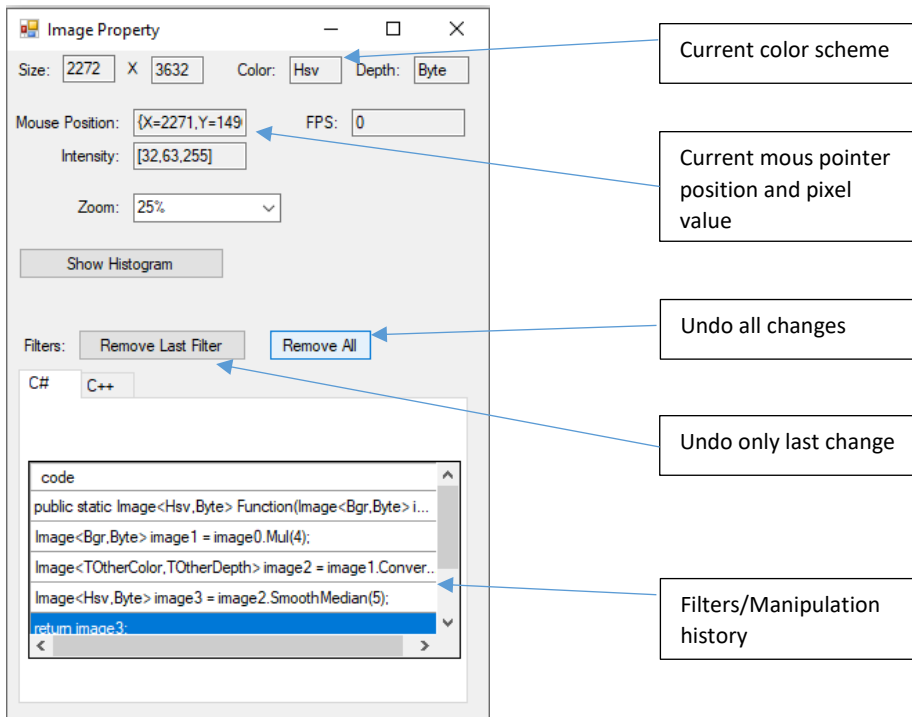 Image Property
Size: 2272 X 3632 Color: Hsv Depth: Byte
Mouse Position: {X=2271,Y=149 FPS: 0
Intensity: [32,63,255]
Zoom: 25%
Show Histogram
Filters: Remove Last Filter Remove All
C# C++
code
public static Image<Hsv,Byte> Function(Image<Bgr,Byte> i...
Image<Bgr,Byte> image1 = image0.Mul(4);
Image<TOtherColor,TOtherDepth> image2 = image1.Conver...
Image<Hsv,Byte> image3 = image2.SmoothMedian(5);
return image3;
Current color scheme
Current mous pointer
position and pixel
value
Undo all changes
Undo only last change
Filters/Manipulation
history